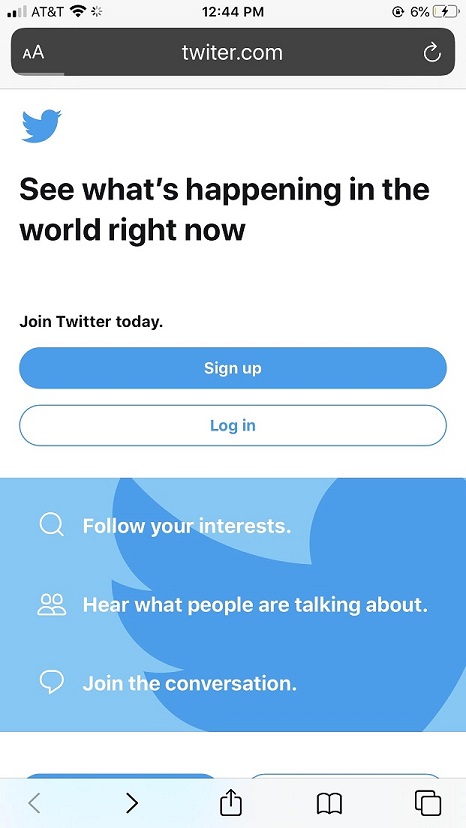 AT&T 12:44 PM 6%
AA twiter.com
See what's happening in the
world right now
Join Twitter today.
Sign up
Log in
Follow your interests.
Hear what people are talking about.
Join the conversation.